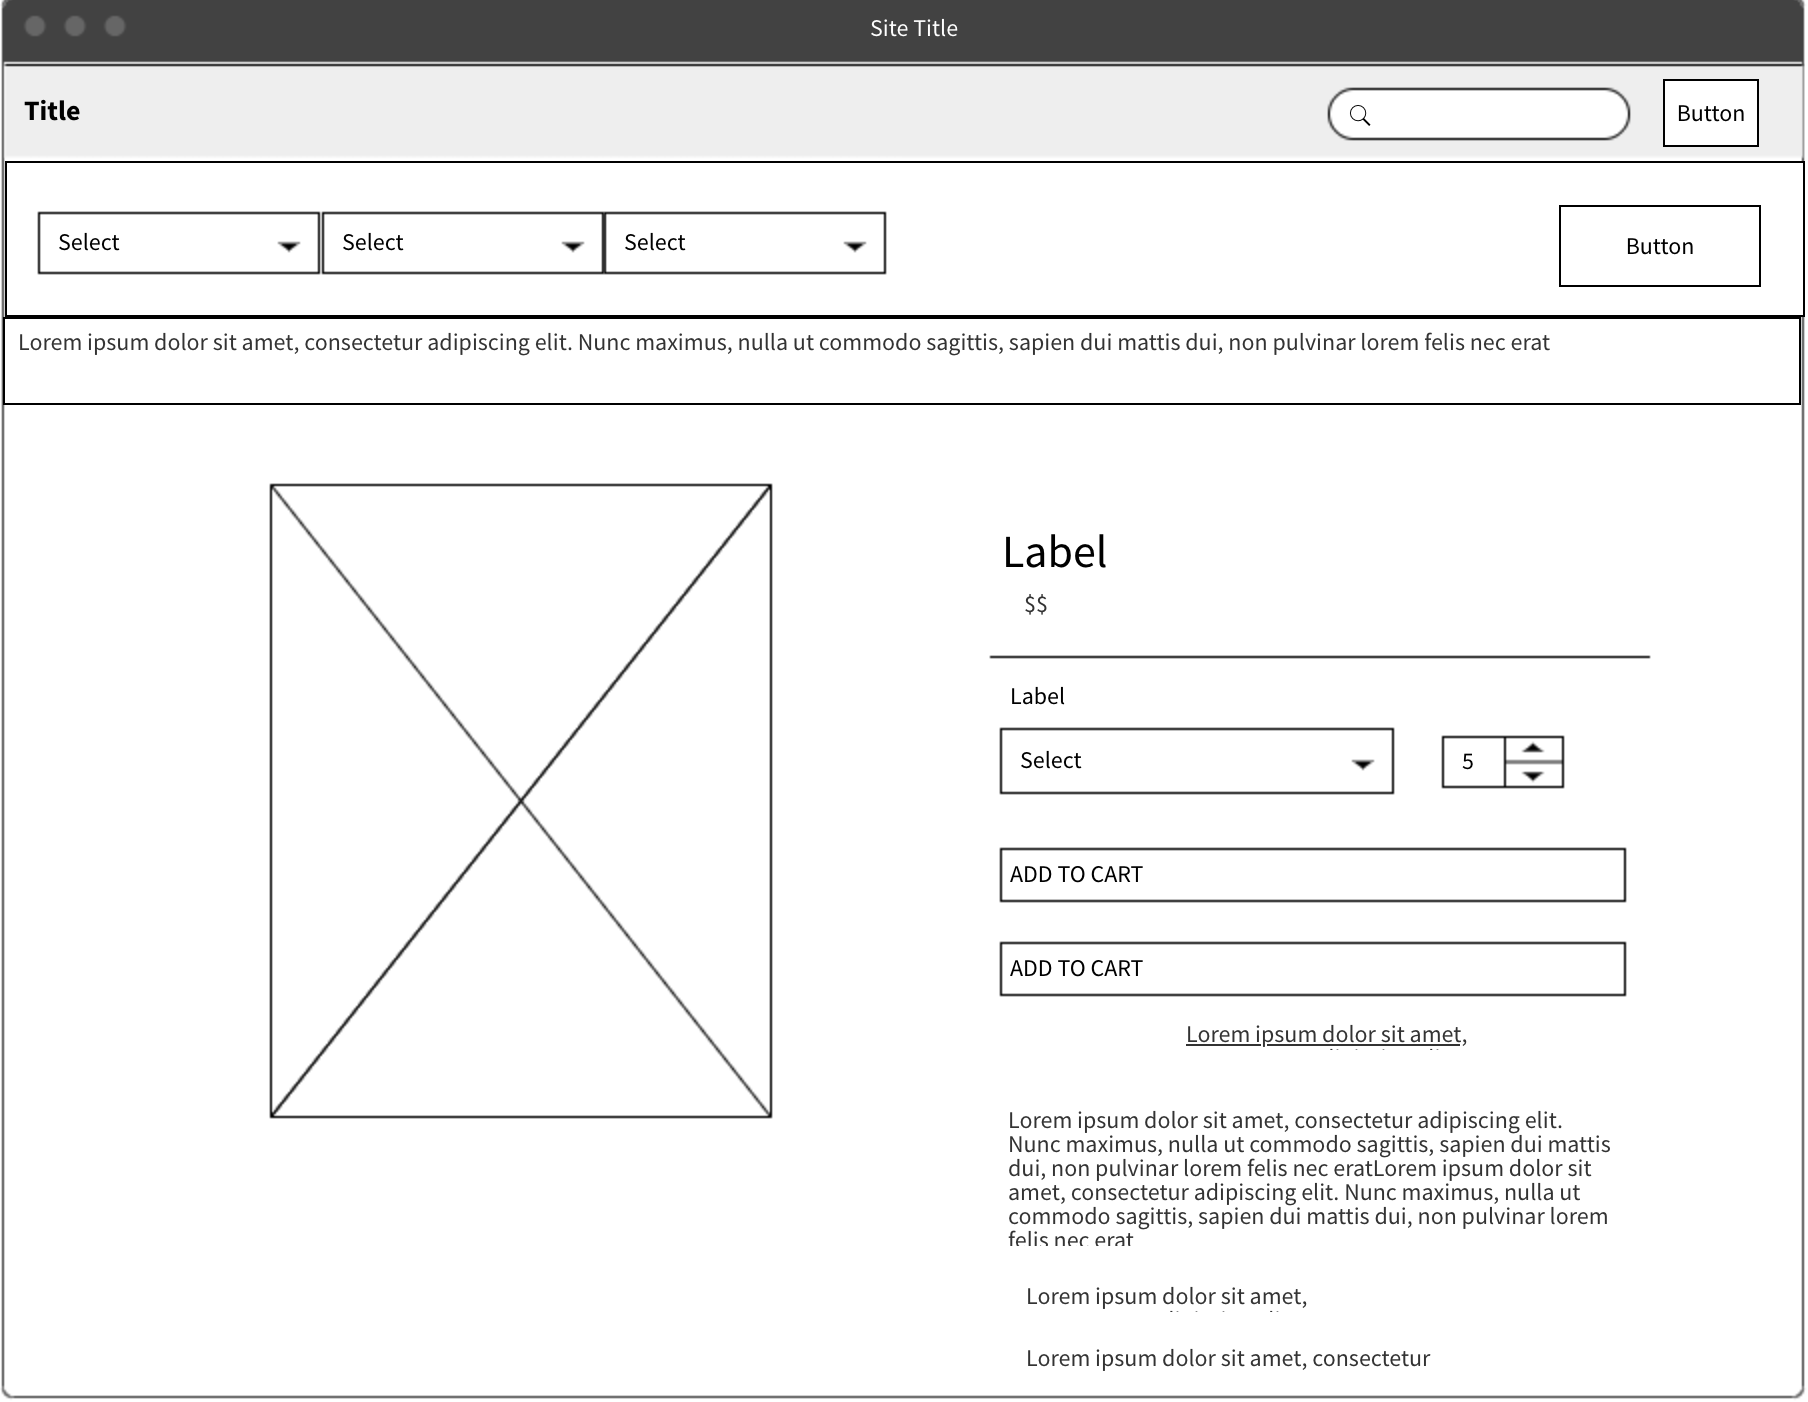 Site Title
Title
Button
Select Select Select
Button
Lorem ipsum dolor sit amet, consectetur adipiscing elit. Nunc maximus, nulla ut commodo sagittis, sapien dui mattis dui, non pulvinar lorem felis nec erat
Label
$$
Label
Select
5
ADD TO CART
ADD TO CART
Lorem ipsum dolor sit amet,
Lorem ipsum dolor sit amet, consectetur adipiscing elit.
Nunc maximus, nulla ut commodo sagittis, sapien dui mattis
dui, non pulvinar lorem felis nec eratLorem ipsum dolor sit
amet, consectetur adipiscing elit. Nunc maximus, nulla ut
commodo sagittis, sapien dui mattis dui, non pulvinar lorem
felis nec erat
Lorem ipsum dolor sit amet,
Lorem ipsum dolor sit amet, consectetur